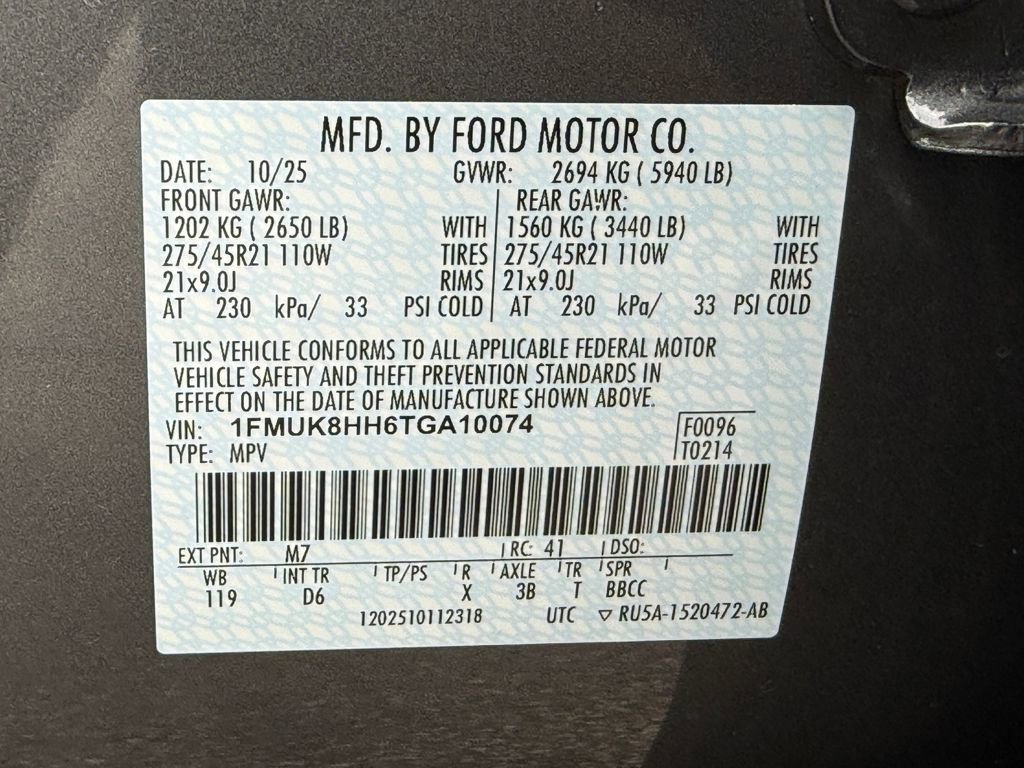 MFD. BY FORD MOTOR CO.
DATE: 10/25 GVWR: 2694 KG ( 5940 LB)
FRONT GAWR: REAR GAWR:
1202 KG ( 2650 LB) WITH 1560 KG ( 3440 LB) WITH
275/45R21 110W TIRES 275/45R21 110W TIRES
21x9.0J RIMS 21x9.0J RIMS
AT 230 kPa/ 33 PSI COLD AT 230 kPa/ 33 PSI COLD
THIS VEHICLE CONFORMS TO ALL APPLICABLE FEDERAL MOTOR
VEHICLE SAFETY AND THEFT PREVENTION STANDARDS IN
EFFECT ON THE DATE OF MANUFACTURE SHOWN ABOVE.
VIN: 1FMUK8HH6TGA10074 F0096
TYPE: MPV T0214
EXT PNT: M7 RC: 41 DSO:
WB INT TR TP/PS R AXLE TR SPR
119 D6 X 3B T BBCC
1202510112318 UTC ▽ RU5A-1520472-AB